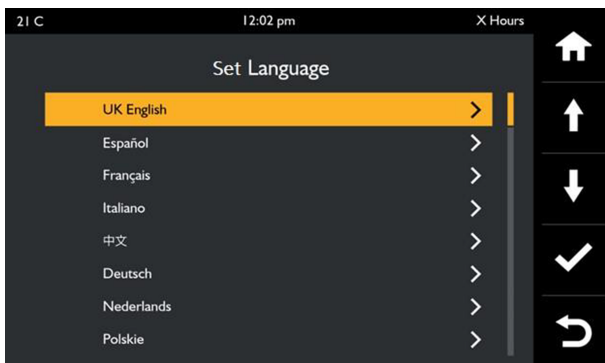 21 C 12:02 pm X Hours
Set Language
UK English
Español
Français
Italiano
中文
Deutsch
Nederlands
Polskie